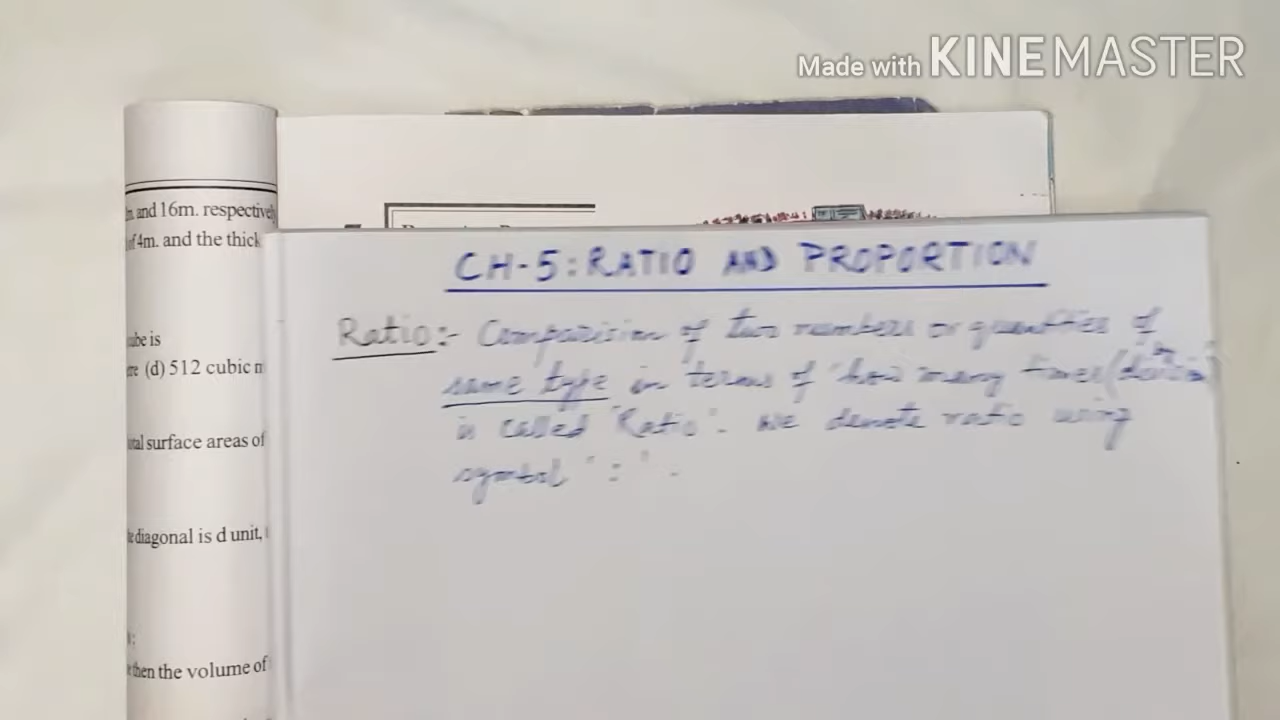 Made with KINEMASTER
m. and 16m. respectively
of 4m. and the thick
cube is
(d) 512 cubic m
total surface areas of
diagonal is d unit,
then the volume of
CH-5: RATIO AND PROPORTION
Ratio:- Comparision of two numbers or quantities of
same type in terms of 'how many times
is called 'Ratio'. We denote ratio using
symbol ' : ' .